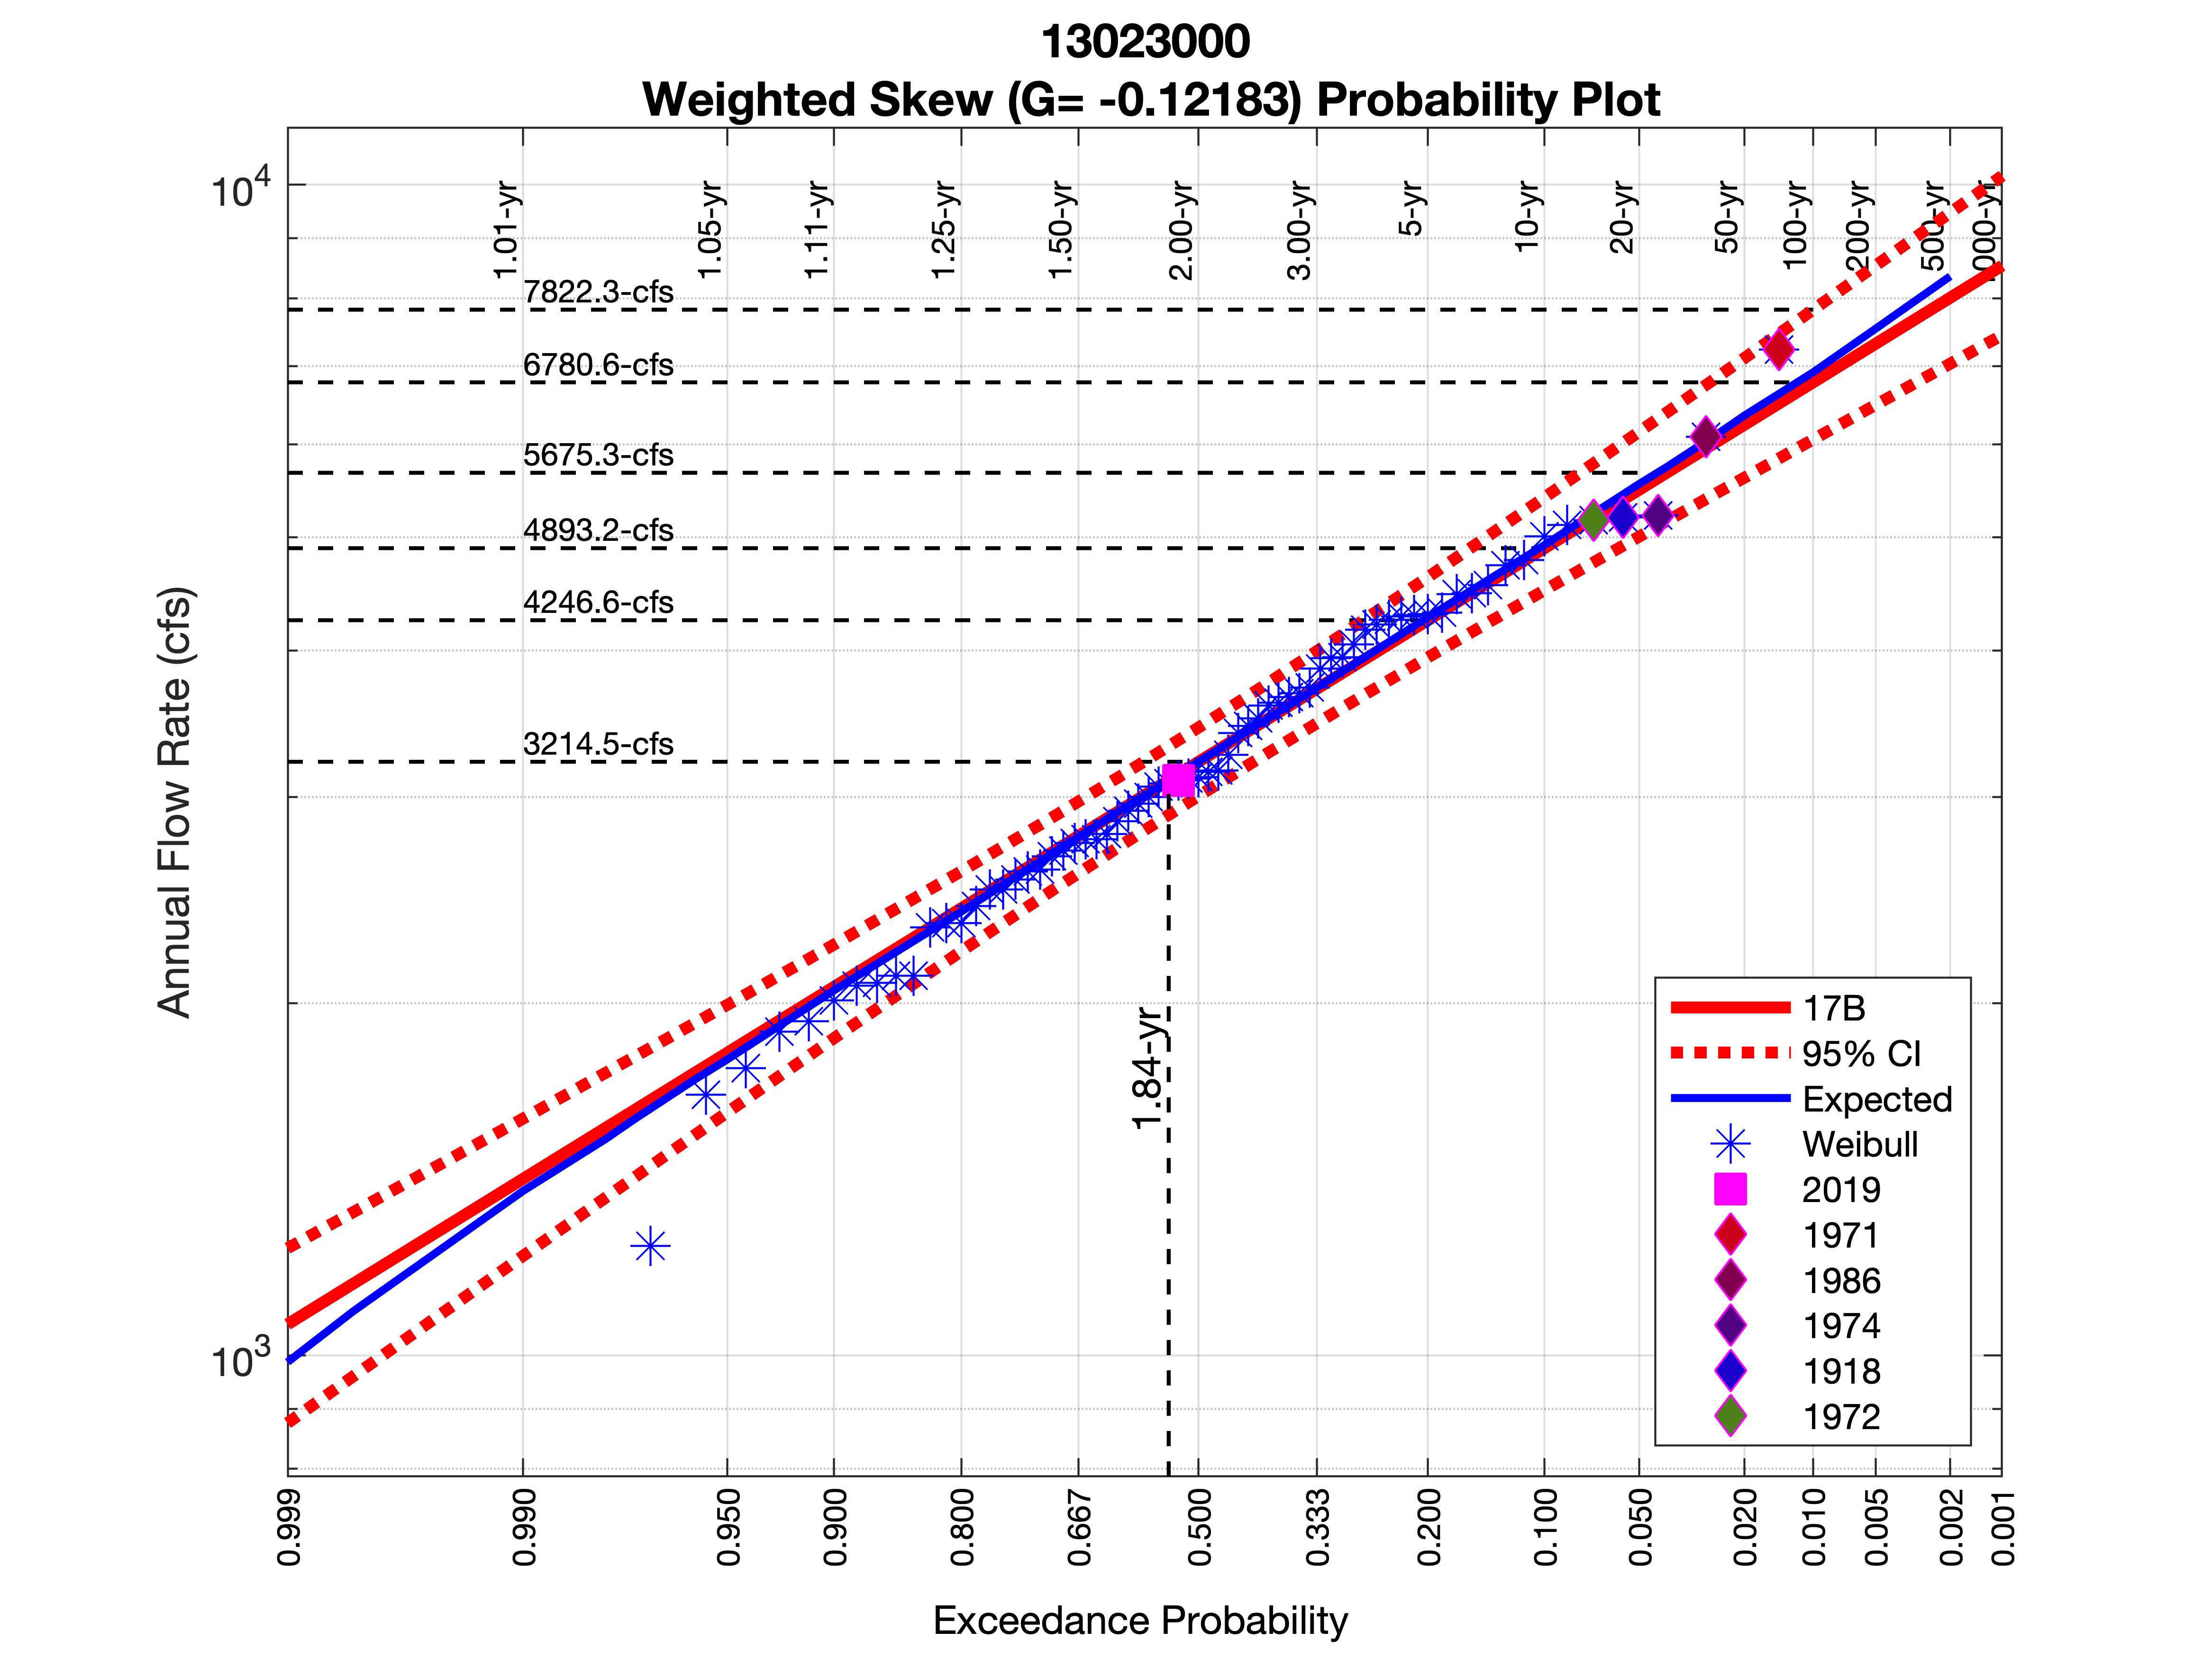 13023000
Weighted Skew (G= -0.12183) Probability Plot
10^4
10^3
Annual Flow Rate (cfs)
1.01-yr
1.05-yr
1.11-yr
1.25-yr
1.50-yr
2.00-yr
3.00-yr
5-yr
10-yr
20-yr
50-yr
100-yr
200-yr
500-yr
000-yr
7822.3-cfs
6780.6-cfs
5675.3-cfs
4893.2-cfs
4246.6-cfs
3214.5-cfs
1.84-yr
17B
95% CI
Expected
Weibull
2019
1971
1986
1974
1918
1972
0.999
0.990
0.950
0.900
0.800
0.667
0.500
0.333
0.200
0.100
0.050
0.020
0.010
0.005
0.002
0.001
Exceedance Probability